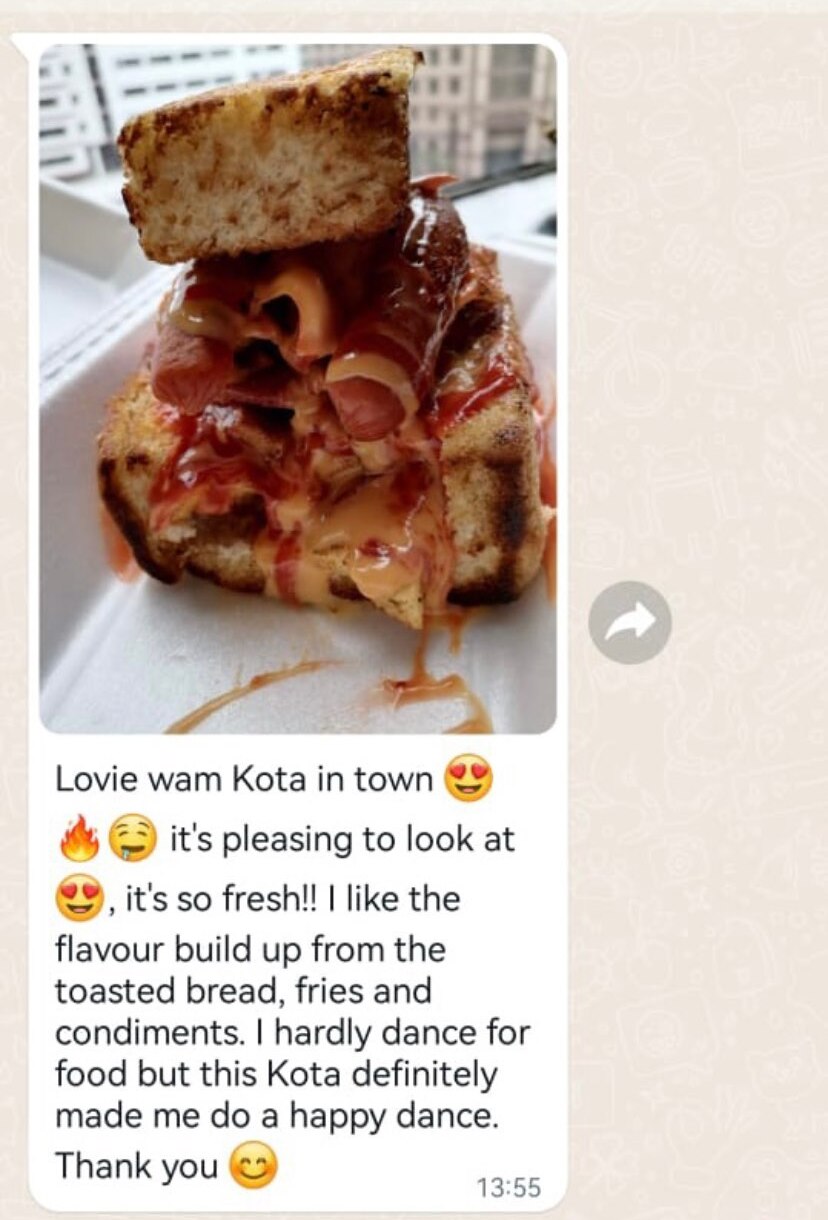 Lovie wam Kota in town 😍
🔥🤤 it's pleasing to look at
😍, it's so fresh!! I like the
flavour build up from the
toasted bread, fries and
condiments. I hardly dance for
food but this Kota definitely
made me do a happy dance.
Thank you 😊
13:55